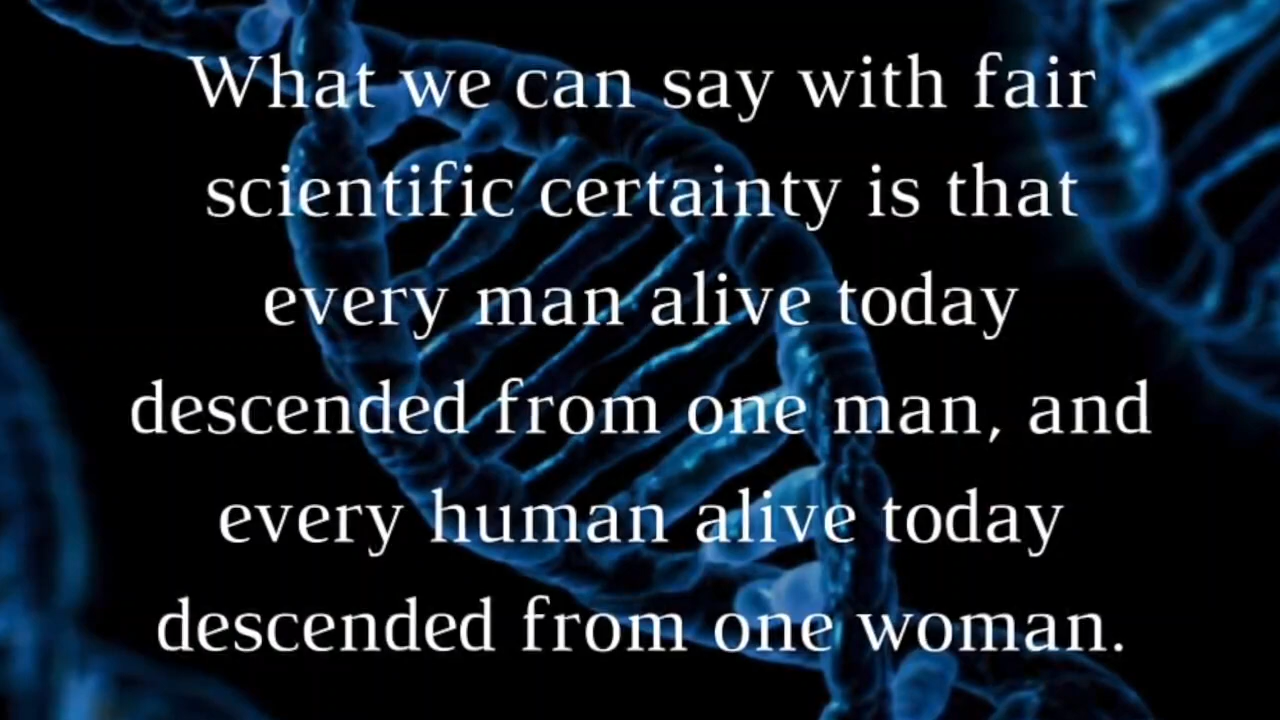 What we can say with fair
scientific certainty is that
every man alive today
descended from one man, and
every human alive today
descended from one woman.